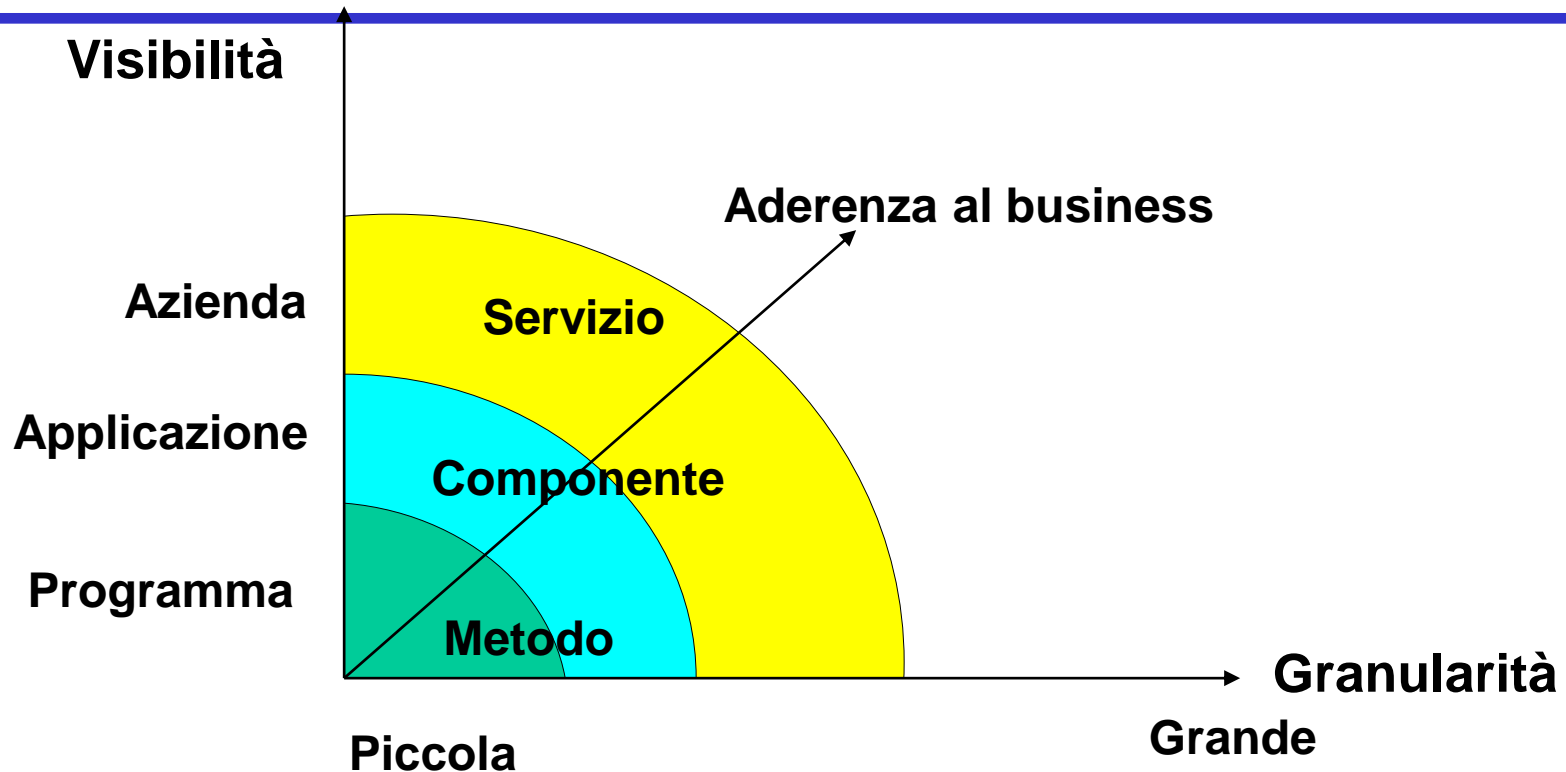 Visibilità
Aderenza al business
Azienda
Servizio
Applicazione
Componente
Programma
Metodo
Granularità
Piccola
Grande